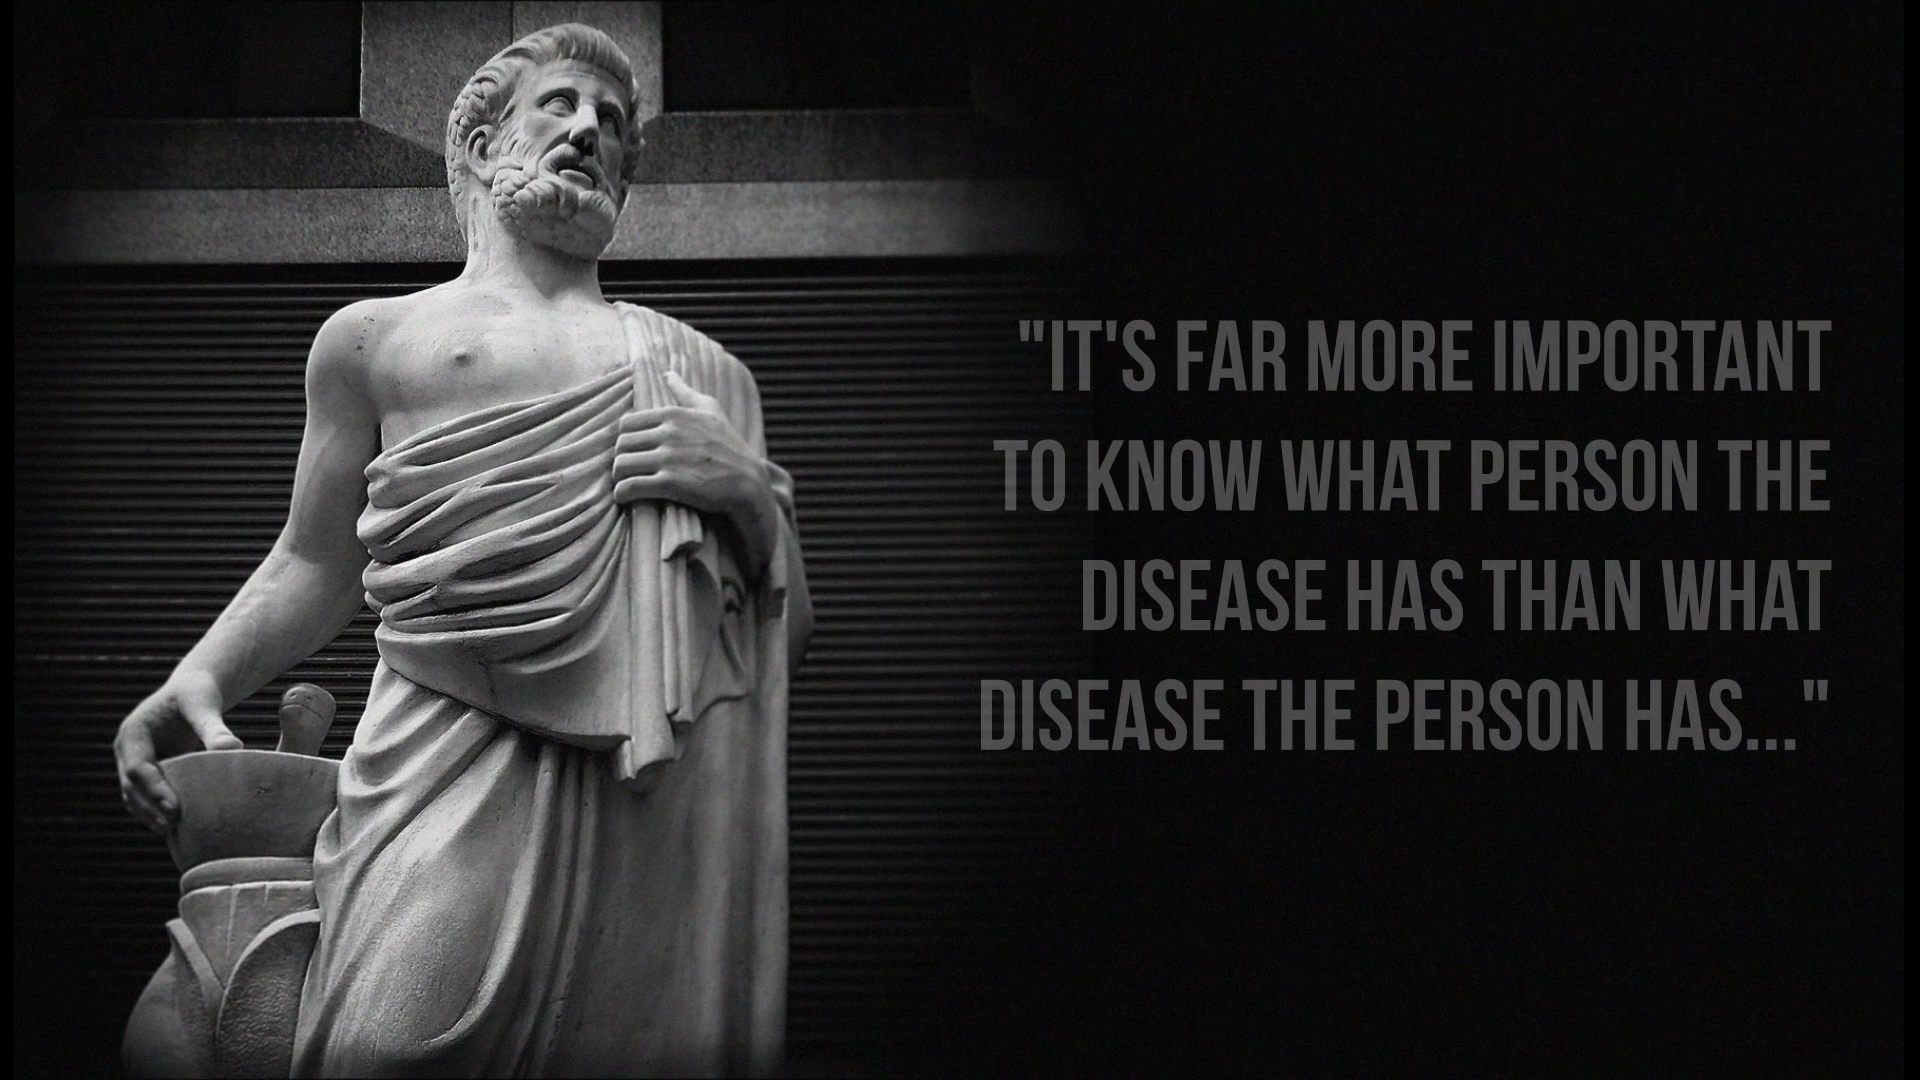 "IT'S FAR MORE IMPORTANT
TO KNOW WHAT PERSON THE
DISEASE HAS THAN WHAT
DISEASE THE PERSON HAS..."